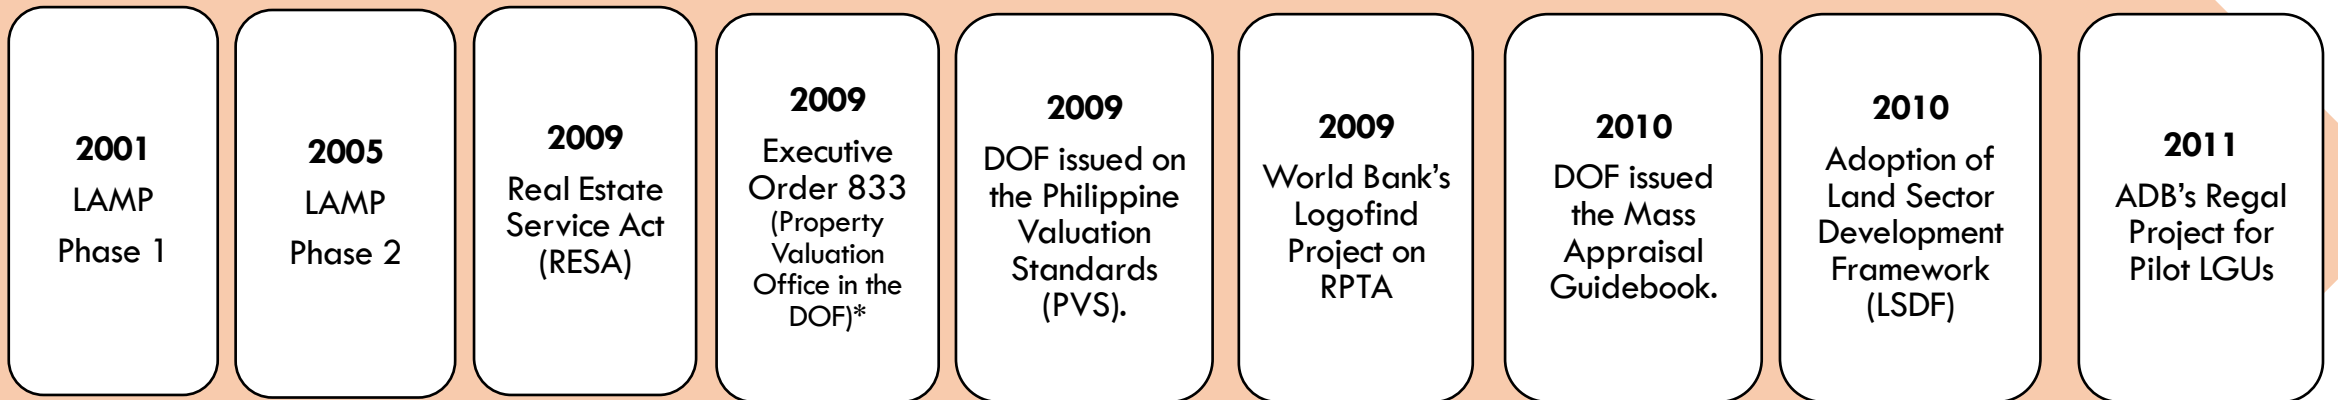 2001
LAMP
Phase 1
2005
LAMP
Phase 2
2009
Real Estate
Service Act
(RESA)
2009
Executive
Order 833
(Property
Valuation
Office in the
DOF)*
2009
DOF issued on
the Philippine
Valuation
Standards
(PVS).
2009
World Bank’s
Logofind
Project on
RPTA
2010
DOF issued
the Mass
Appraisal
Guidebook.
2010
Adoption of
Land Sector
Development
Framework
(LSDF)
2011
ADB’s Regal
Project for
Pilot LGUs